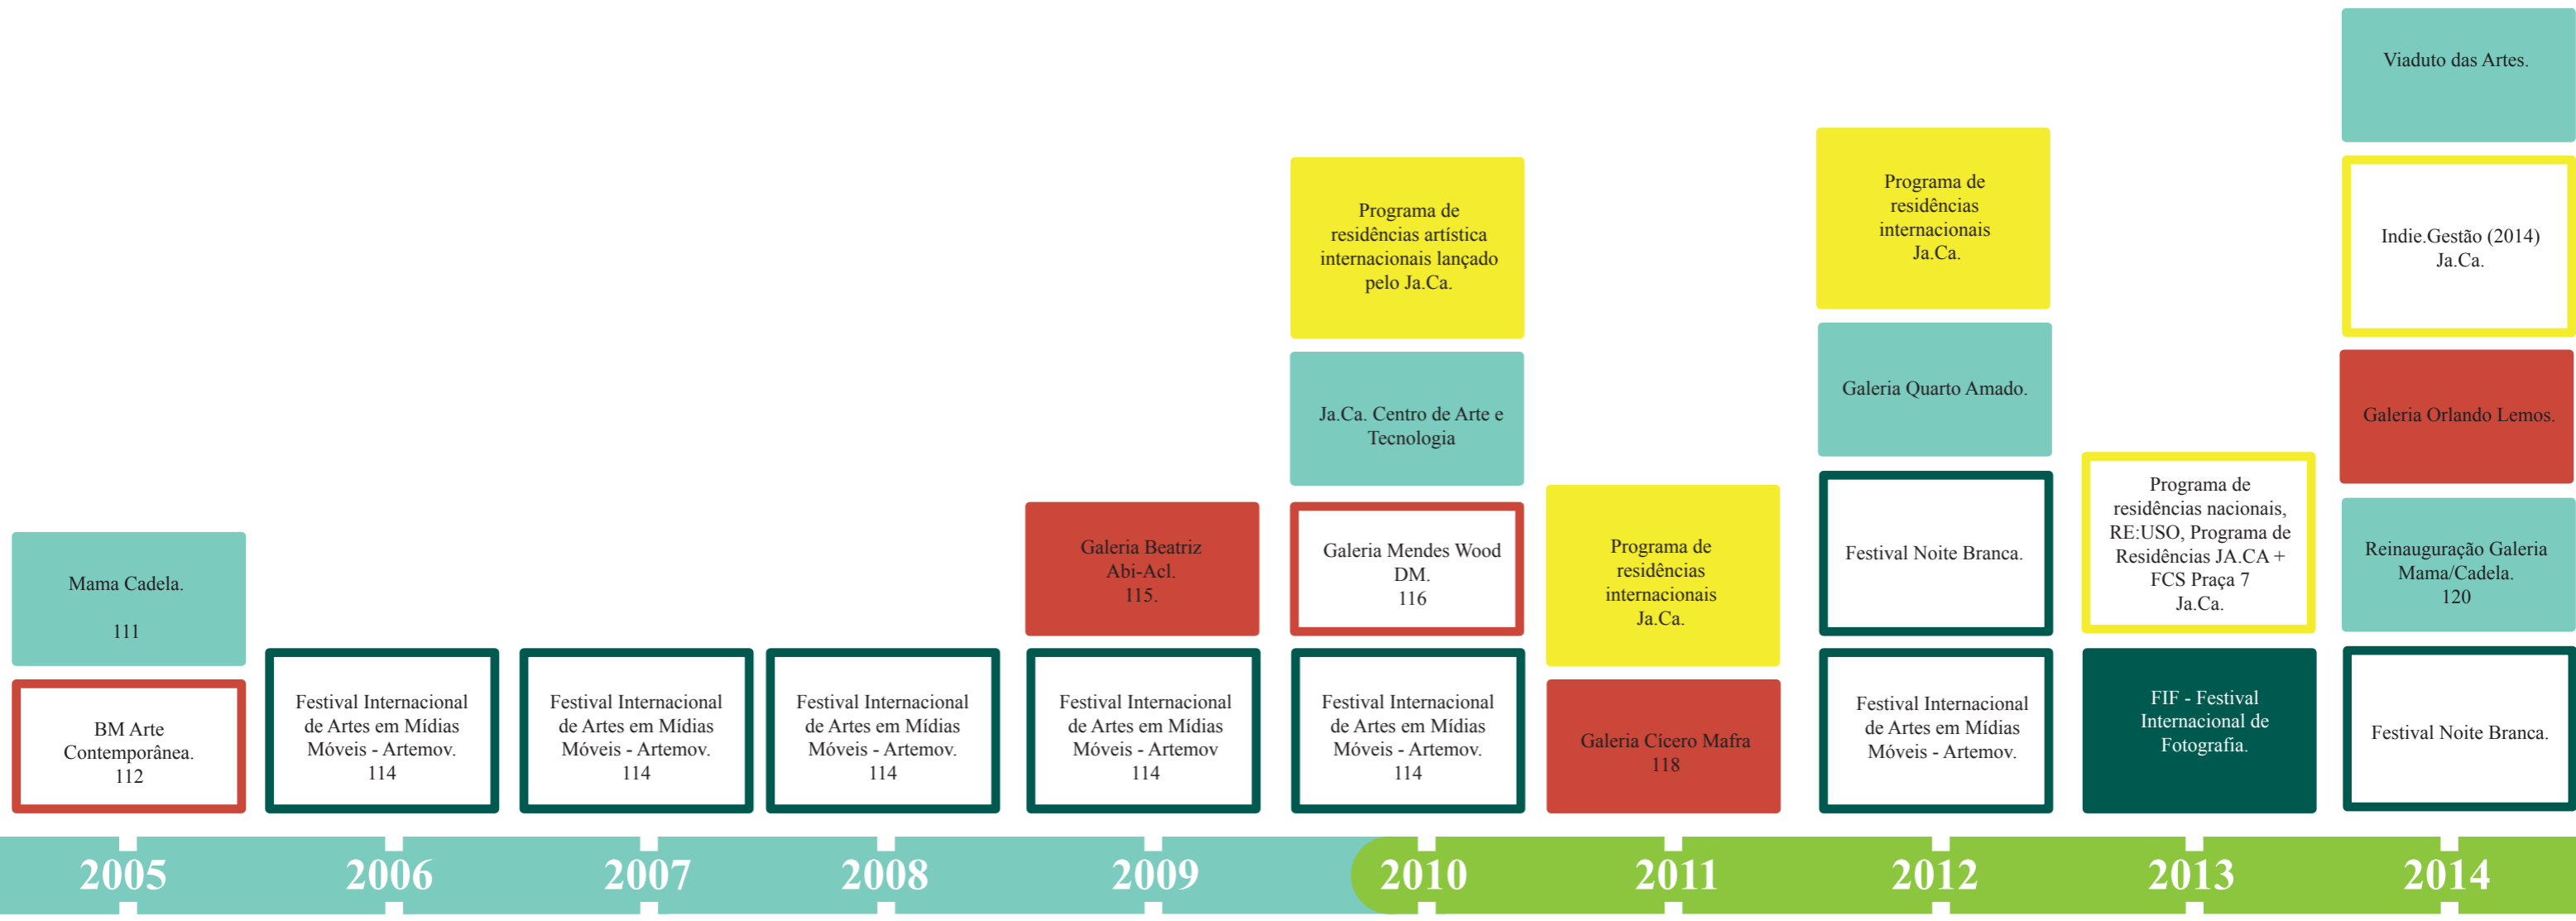 Mama Cadela.
111
BM Arte
Contemporânea.
112
2005
Festival Internacional
de Artes em Mídias
Móveis - Artemov.
114
2006
Festival Internacional
de Artes em Mídias
Móveis - Artemov.
114
2007
Festival Internacional
de Artes em Mídias
Móveis - Artemov.
114
2008
Galeria Beatriz
Abi-Acl.
115.
Festival Internacional
de Artes em Mídias
Móveis - Artemov
114
2009
Programa de
residências artística
internacionais lançado
pelo Ja.Ca.
Ja.Ca. Centro de Arte e
Tecnologia
Galeria Mendes Wood
DM.
116
Festival Internacional
de Artes em Mídias
Móveis - Artemov.
114
2010
Programa de
residências
internacionais
Ja.Ca.
Galeria Cícero Mafra
118
2011
Programa de
residências
internacionais
Ja.Ca.
Galeria Quarto Amado.
Festival Noite Branca.
Festival Internacional
de Artes em Mídias
Móveis - Artemov.
2012
Programa de
residências nacionais,
RE:USO, Programa de
Residências JA.CA +
FCS Praça 7
Ja.Ca.
FIF - Festival
Internacional de
Fotografia.
2013
Viaduto das Artes.
Indie.Gestão (2014)
Ja.Ca.
Galeria Orlando Lemos.
Reinauguração Galeria
Mama/Cadela.
120
Festival Noite Branca.
2014